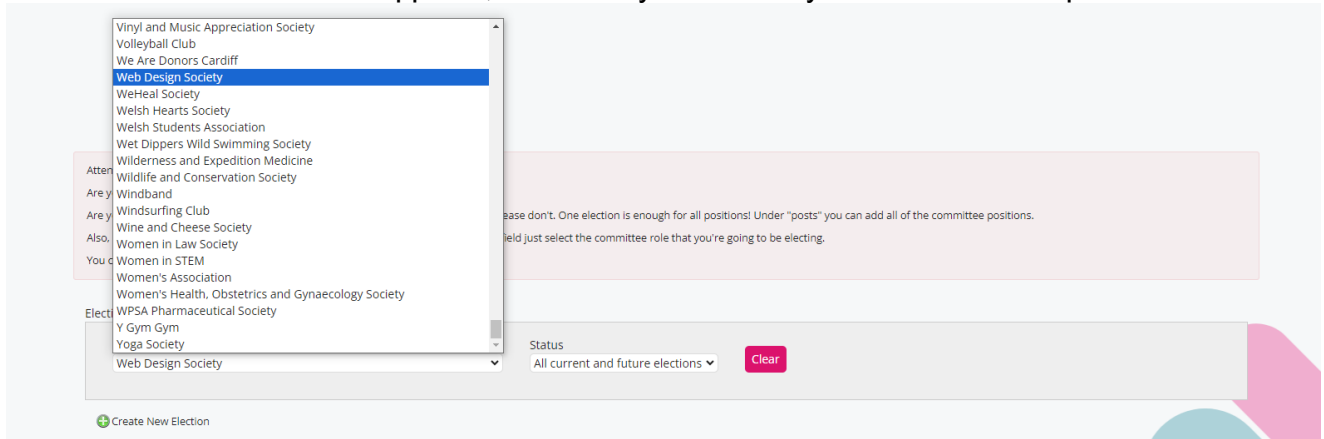 Vinyl and Music Appreciation Society
Volleyball Club
We Are Donors Cardiff
Web Design Society
WeHeal Society
Welsh Hearts Society
Welsh Students Association
Wet Dippers Wild Swimming Society
Wilderness and Expedition Medicine
Wildlife and Conservation Society
Windband
Windsurfing Club
Wine and Cheese Society
Women in Law Society
Women in STEM
Women's Association
Women's Health, Obstetrics and Gynaecology Society
WPSA Pharmaceutical Society
Y Gym Gym
Yoga Society
Are y
Are y ease don't. One election is enough for all positions! Under "posts" you can add all of the committee positions.
Also, ield just select the committee role that you're going to be electing.
Status
Web Design Society All current and future elections Clear
Create New Election